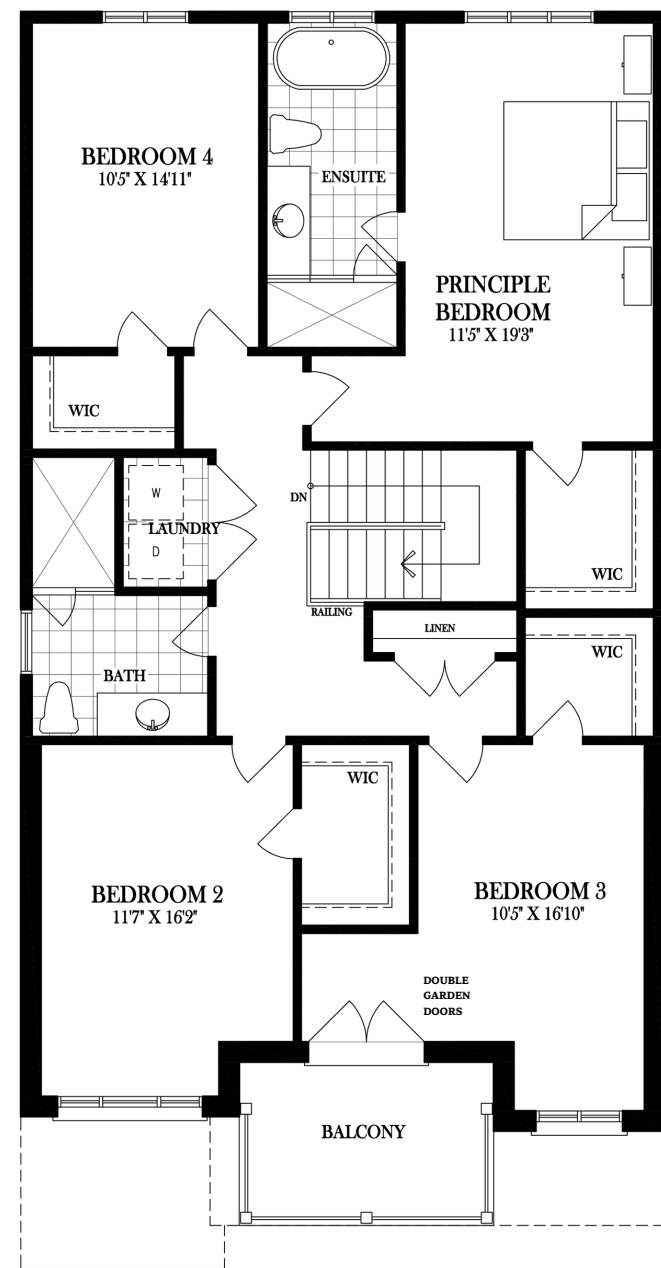 BEDROOM 4
10'5" X 14'11"
ENSUITE
PRINCIPLE
BEDROOM
11'5" X 19'3"
WIC
W
LAUNDRY
D
DN
RAILING
WIC
LINEN
WIC
BATH
WIC
BEDROOM 2
11'7" X 16'2"
BEDROOM 3
10'5" X 16'10"
DOUBLE
GARDEN
DOORS
BALCONY